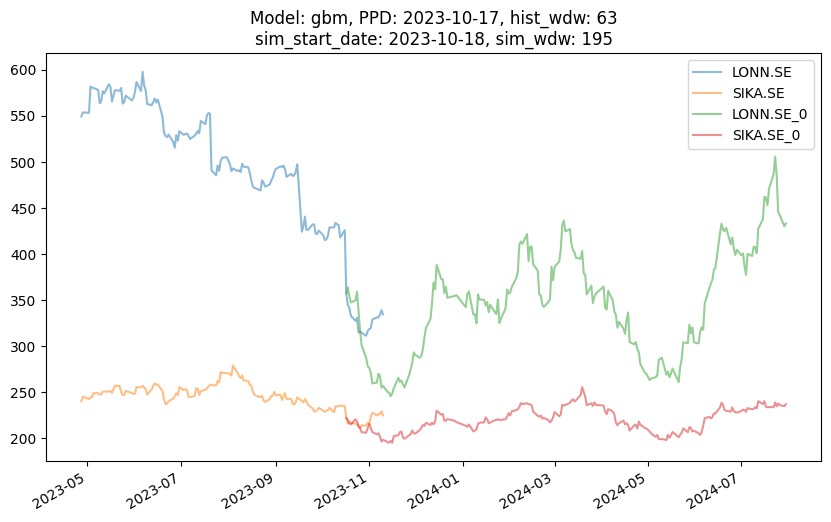 Model: gbm, PPD: 2023-10-17, hist_wdw: 63
sim_start_date: 2023-10-18, sim_wdw: 195
LONN.SE
SIKA.SE
LONN.SE_0
SIKA.SE_0
600
550
500
450
400
350
300
250
200
2023-05
2023-07
2023-09
2023-11
2024-01
2024-03
2024-05
2024-07